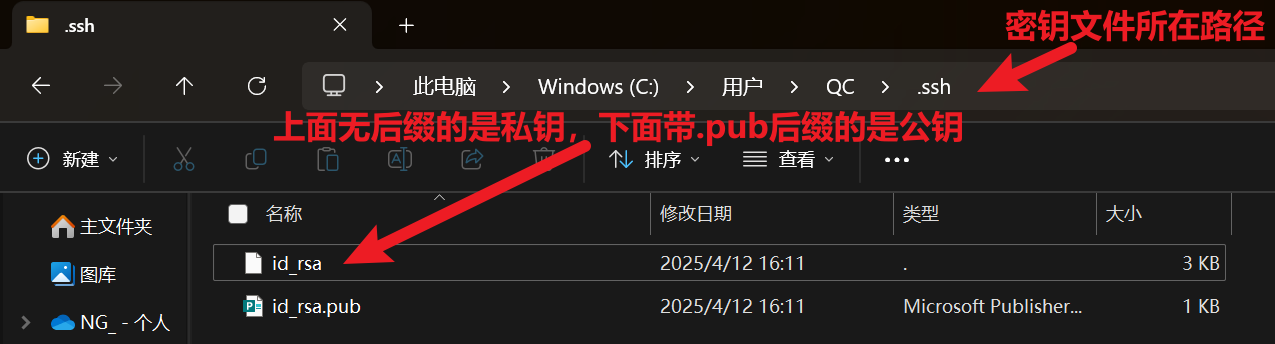 .ssh
密钥文件所在路径
此电脑 Windows (C:) 用户 QC .ssh
上面无后缀的是私钥，下面带.pub后缀的是公钥
新建 排序 查看
名称 修改日期 类型 大小
主文件夹
id_rsa 2025/4/12 16:11 . 3 KB
图库
id_rsa.pub 2025/4/12 16:11 Microsoft Publisher... 1 KB
NG_ - 个人